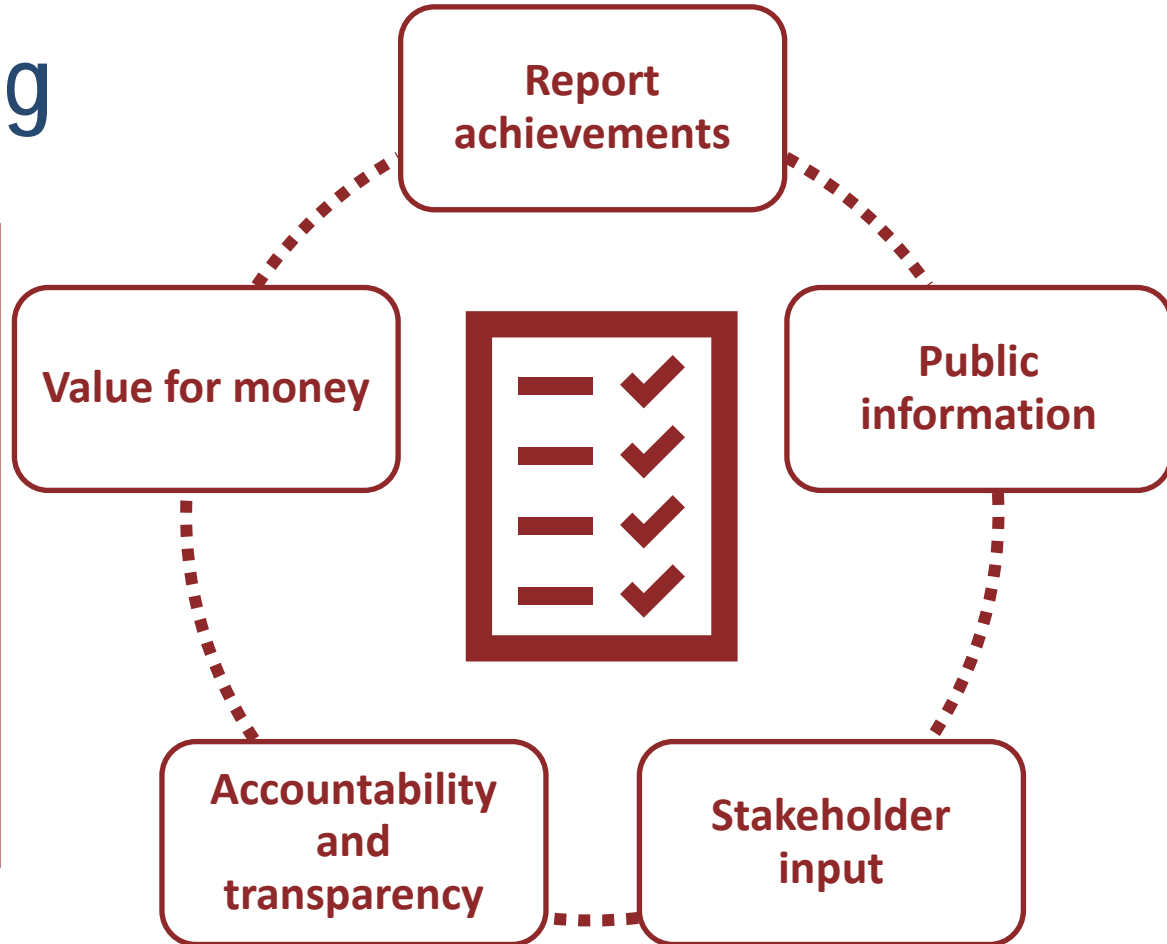 g
Report
achievements
Public
information
Stakeholder
input
Accountability
and
transparency
Value for money